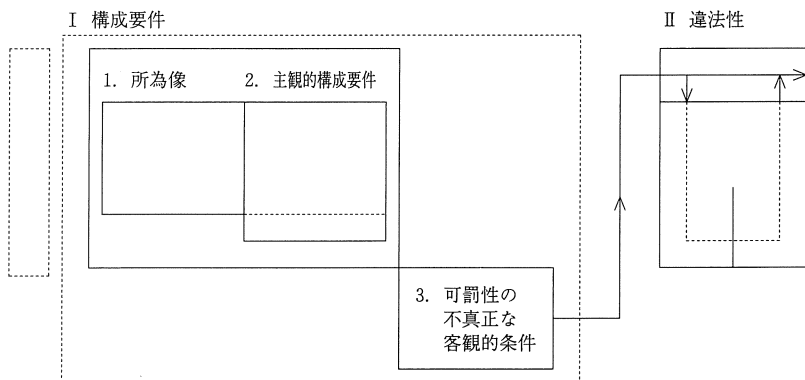 I 構成要件
II 違法性
1. 所為像
2. 主観的構成要件
3. 可罰性の
不真正な
客観的条件